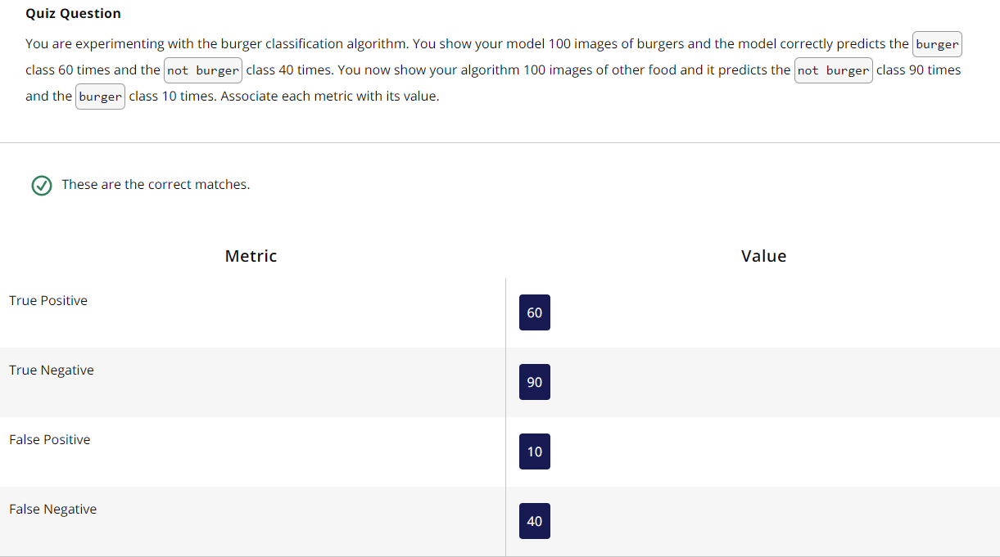 Quiz Question
You are experimenting with the burger classification algorithm. You show your model 100 images of burgers and the model correctly predicts the burger
class 60 times and the not burger class 40 times. You now show your algorithm 100 images of other food and it predicts the not burger class 90 times
and the burger class 10 times. Associate each metric with its value.
These are the correct matches.
Metric Value
True Positive 60
True Negative 90
False Positive 10
False Negative 40